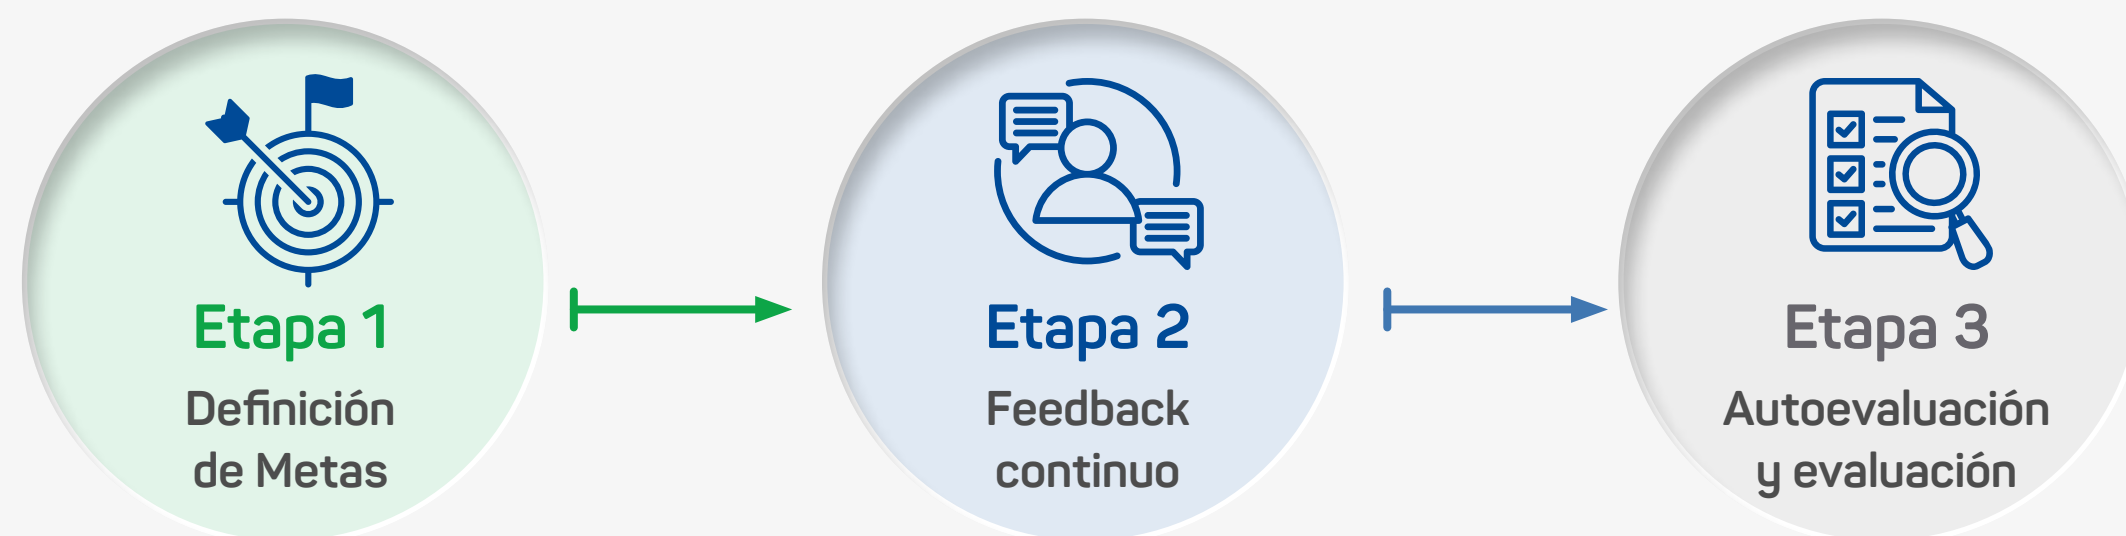 Etapa 1
Definición
de Metas
Etapa 2
Feedback
continuo
Etapa 3
Autoevaluación
y evaluación